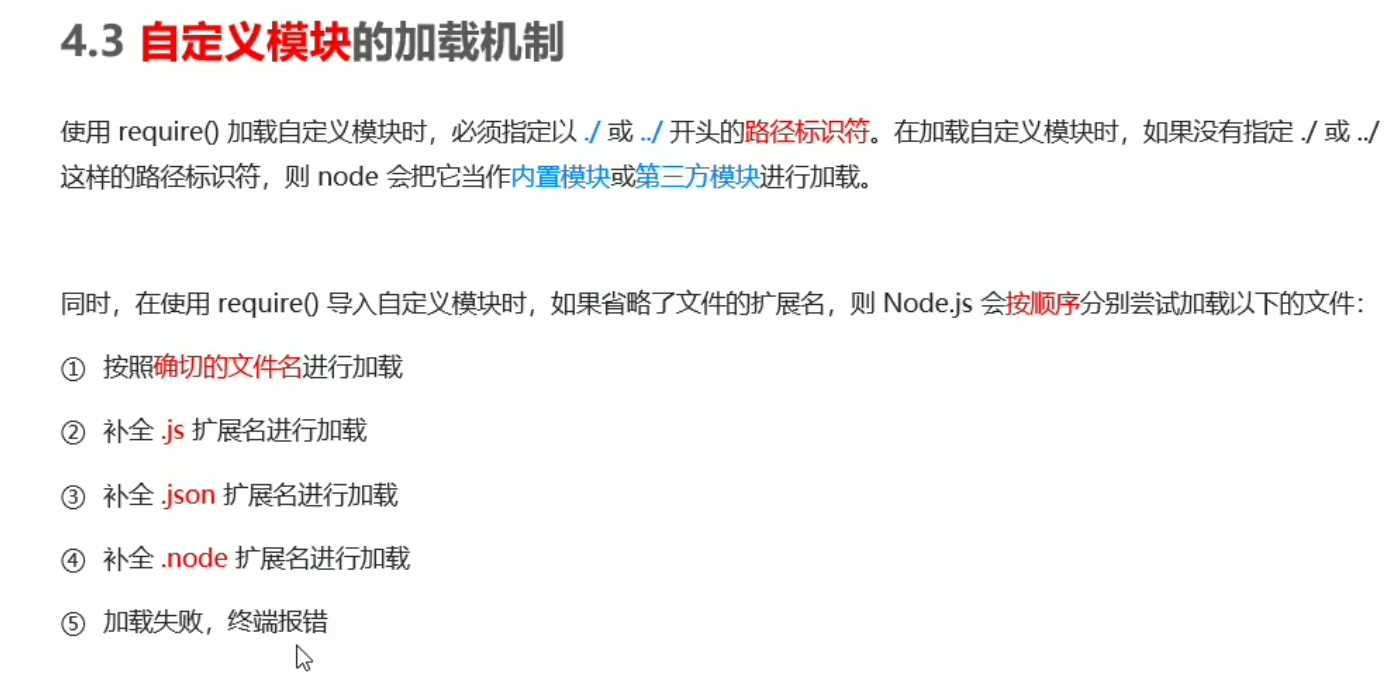 4.3 自定义模块的加载机制
使用 require() 加载自定义模块时，必须指定以 ./ 或 ../ 开头的路径标识符。在加载自定义模块时，如果没有指定 ./ 或 ../
这样的路径标识符，则 node 会把它当作内置模块或第三方模块进行加载。
同时，在使用 require() 导入自定义模块时，如果省略了文件的扩展名，则 Node.js 会按顺序分别尝试加载以下的文件：
① 按照确切的文件名进行加载
② 补全 .js 扩展名进行加载
③ 补全 .json 扩展名进行加载
④ 补全 .node 扩展名进行加载
⑤ 加载失败，终端报错